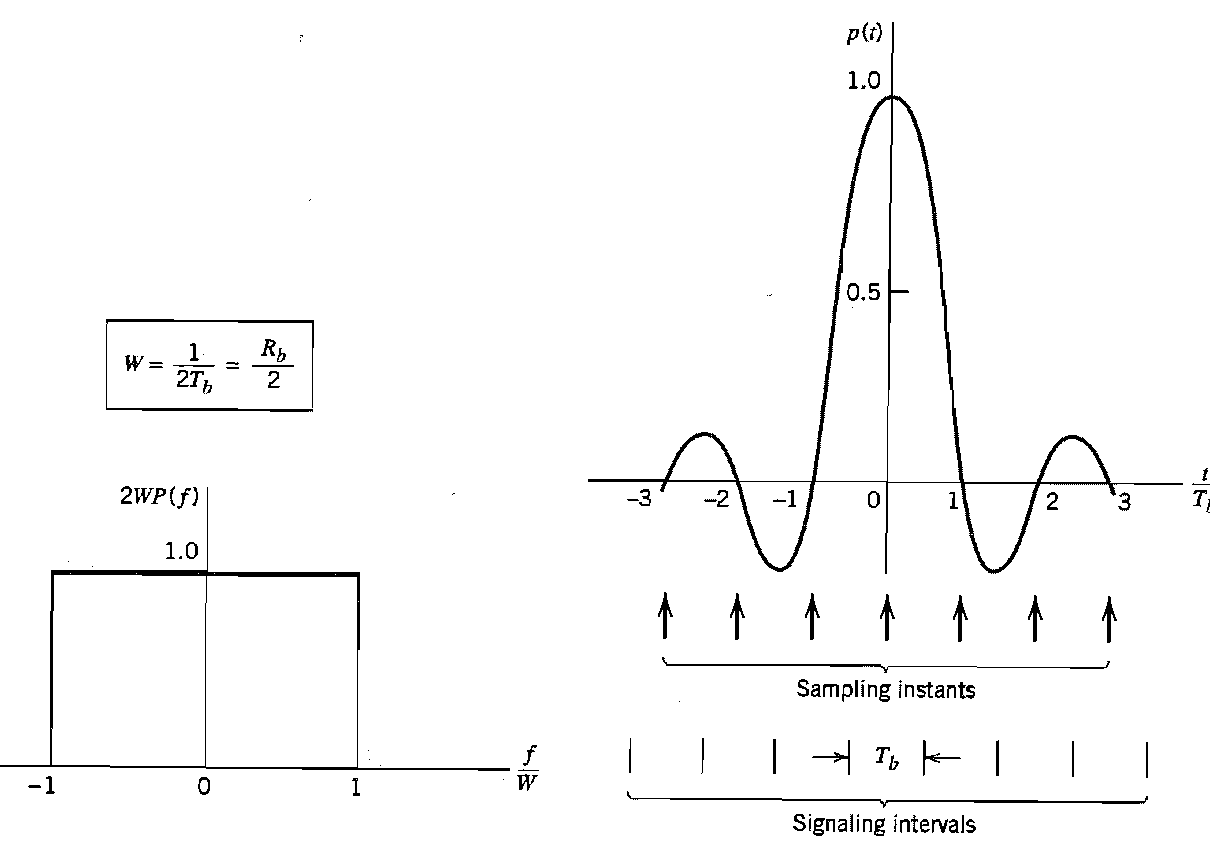 W = 1/2T_b = R_b/2
2WP(f)
1.0
-1 0 1 f/W
p(t)
1.0
0.5
-3 -2 -1 0 1 2 3 t/T_b
Sampling instants
T_b
Signaling intervals